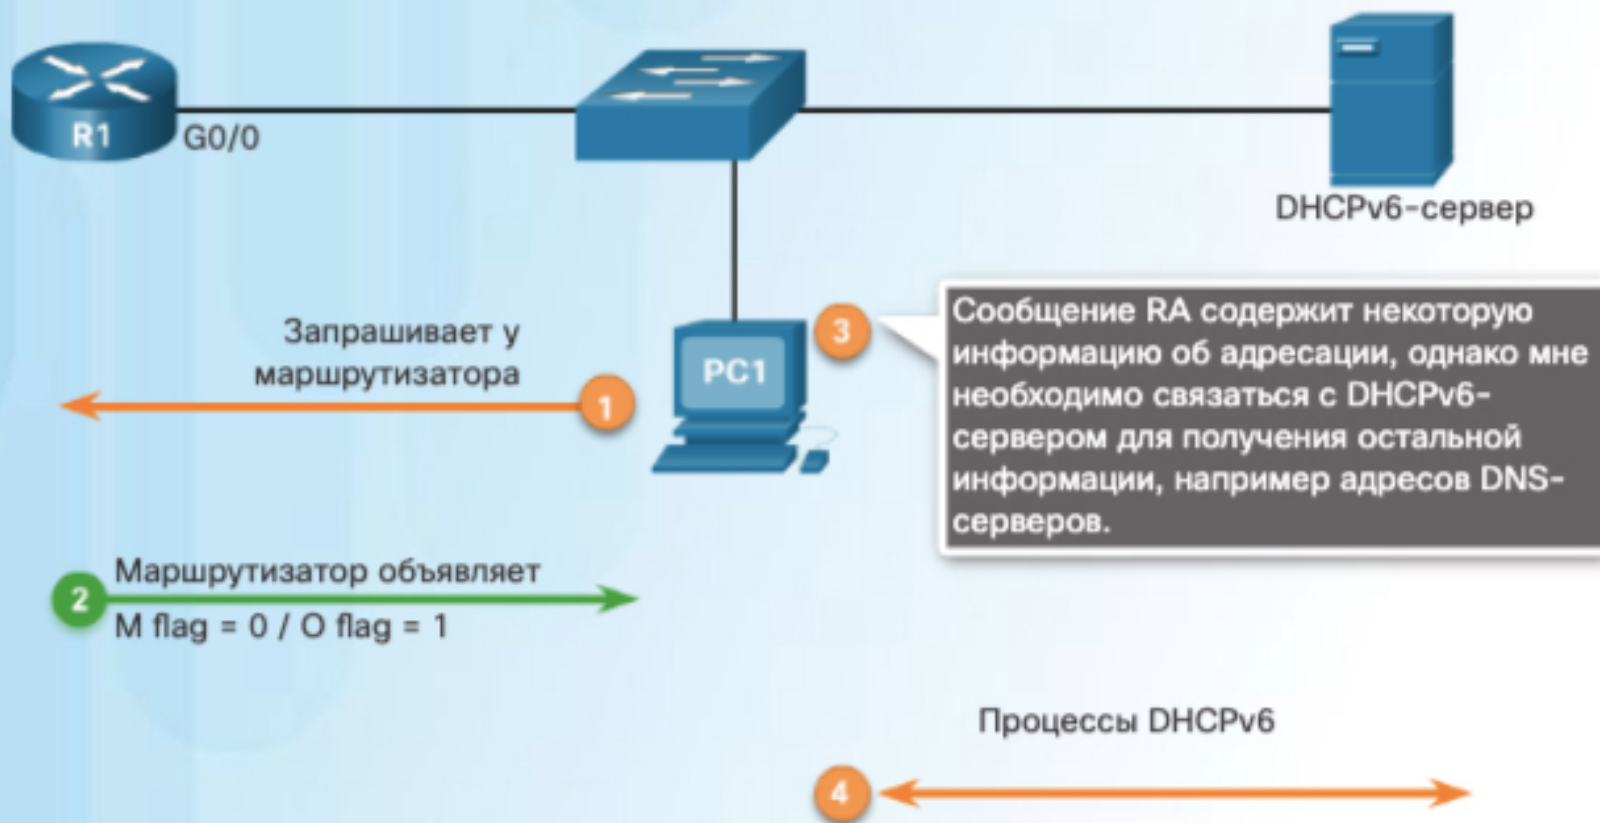 R1
G0/0
DHCPv6-сервер
Запрашивает у
маршрутизатора
1
PC1
3
Сообщение RA содержит некоторую
информацию об адресации, однако мне
необходимо связаться с DHCPv6-
сервером для получения остальной
информации, например адресов DNS-
серверов.
2
Маршрутизатор объявляет
M flag = 0 / O flag = 1
Процессы DHCPv6
4